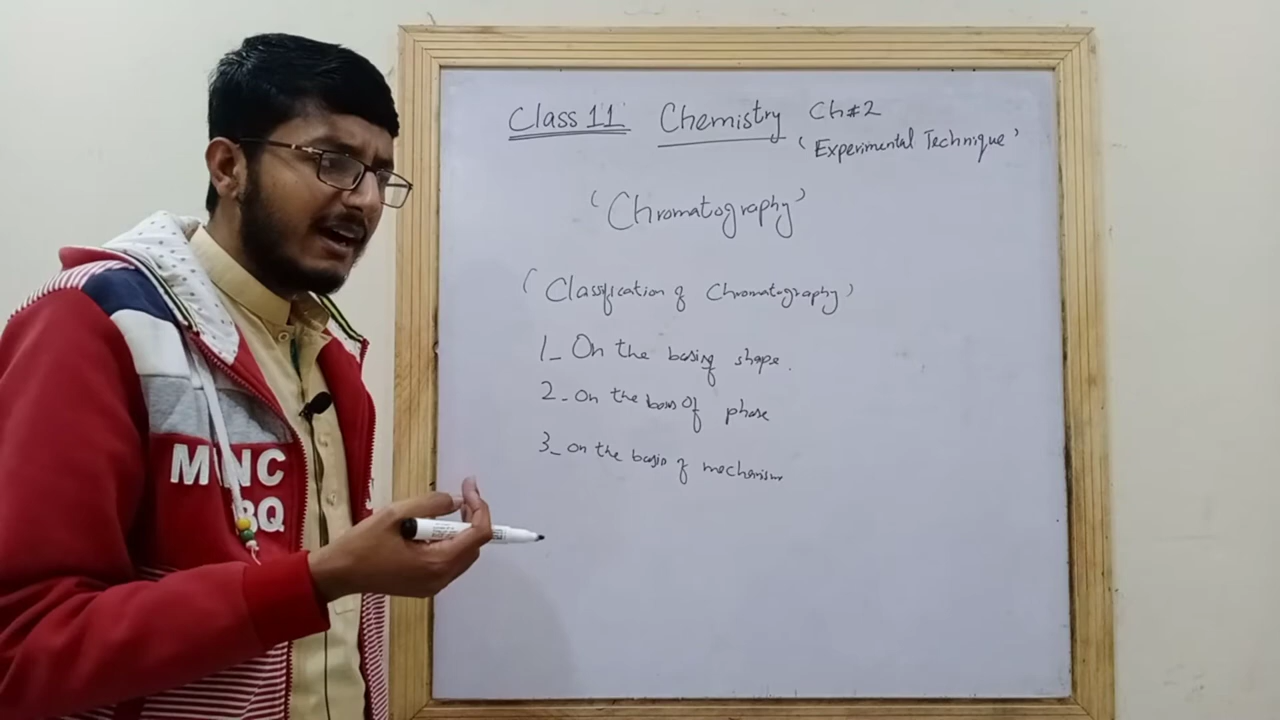 Class 11 Chemistry Ch#2
'Experimental Technique'
'Chromatography'
(Classification of Chromatography)
1_ On the basis of shape.
2_ on the basis of phase
3_ on the basis of mechanism
MNC
BQ